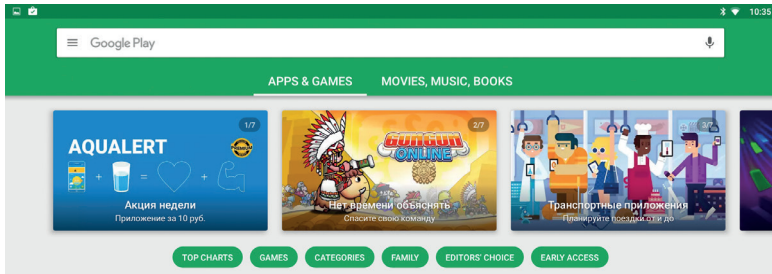 10:35
Google Play
APPS & GAMES MOVIES, MUSIC, BOOKS
1/7
AQUALERT
PREMIUM
+ = +
Акция недели
Приложение за 10 руб.
2/7
GUNGUN
ONLINE
Нет времени объяснять
Спасите свою команду
3/7
Транспортные приложения
Планируйте поездки от и до
TOP CHARTS GAMES CATEGORIES FAMILY EDITORS' CHOICE EARLY ACCESS